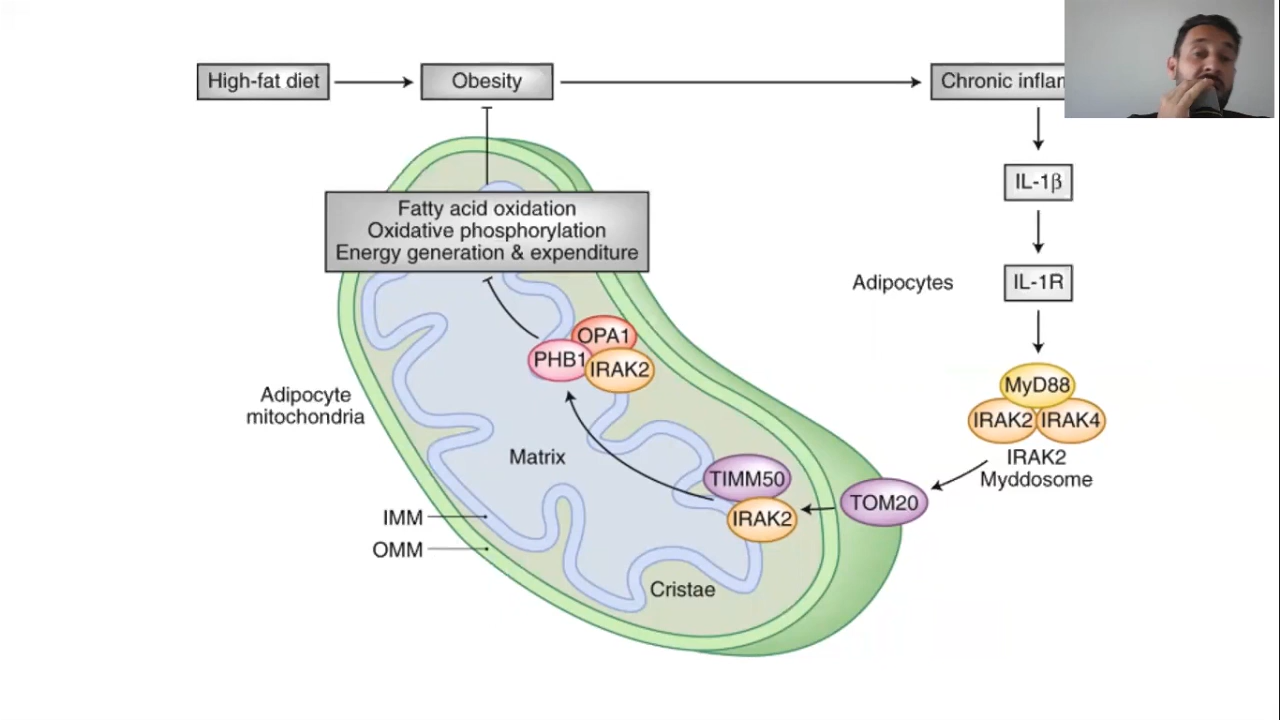 High-fat diet
Obesity
Chronic inflam
IL-1β
Fatty acid oxidation
Oxidative phosphorylation
Energy generation & expenditure
Adipocytes
IL-1R
OPA1
PHB1
IRAK2
MyD88
IRAK2
IRAK4
Adipocyte
mitochondria
Matrix
IRAK2
Myddosome
TIMM50
TOM20
IRAK2
IMM
OMM
Cristae